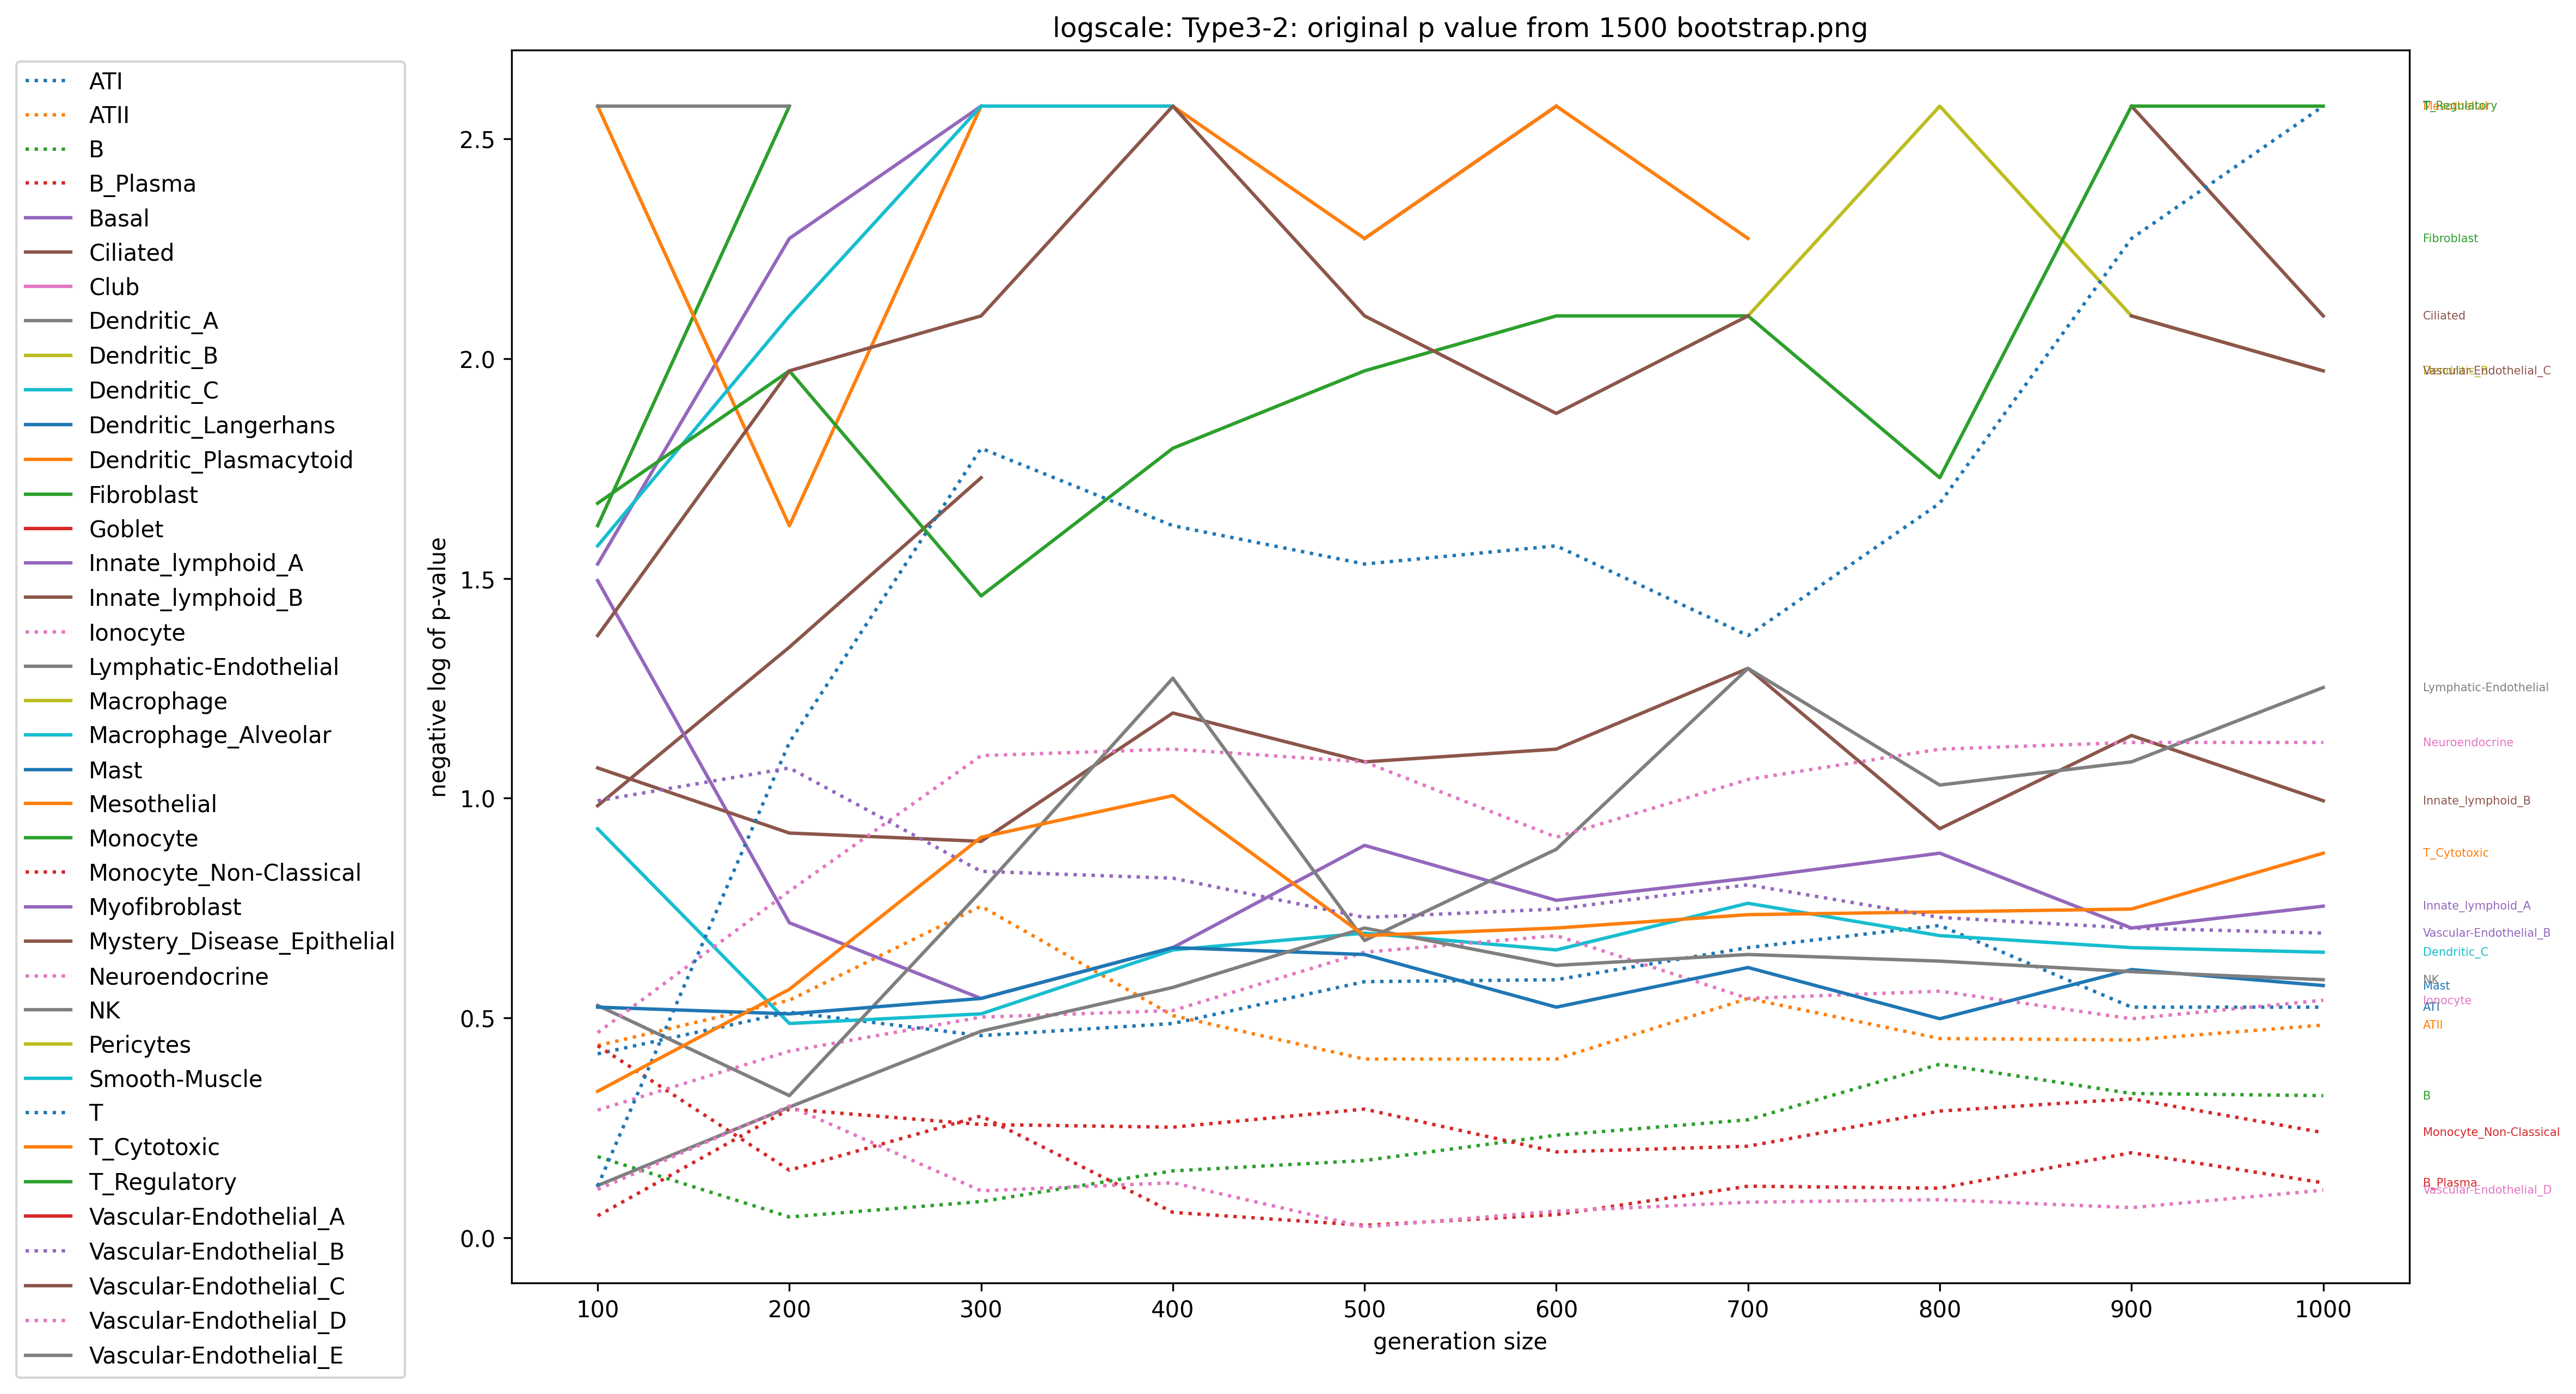 logscale: Type3-2: original p value from 1500 bootstrap.png
ATI
ATII
B
B_Plasma
Basal
Ciliated
Club
Dendritic_A
Dendritic_B
Dendritic_C
Dendritic_Langerhans
Dendritic_Plasmacytoid
Fibroblast
Goblet
Innate_lymphoid_A
Innate_lymphoid_B
Ionocyte
Lymphatic-Endothelial
Macrophage
Macrophage_Alveolar
Mast
Mesothelial
Monocyte
Monocyte_Non-Classical
Myofibroblast
Mystery_Disease_Epithelial
Neuroendocrine
NK
Pericytes
Smooth-Muscle
T
T_Cytotoxic
T_Regulatory
Vascular-Endothelial_A
Vascular-Endothelial_B
Vascular-Endothelial_C
Vascular-Endothelial_D
Vascular-Endothelial_E
negative log of p-value
2.5
2.0
1.5
1.0
0.5
0.0
100 200 300 400 500 600 700 800 900 1000
generation size
T_Regulatory
Fibroblast
Ciliated
Vascular-Endothelial_C
Lymphatic-Endothelial
Neuroendocrine
Innate_lymphoid_B
T_Cytotoxic
Innate_lymphoid_A
Vascular-Endothelial_B
Dendritic_C
NK
Mast
Ionocyte
ATI
ATII
B
Monocyte_Non-Classical
B_Plasma
Vascular-Endothelial_D